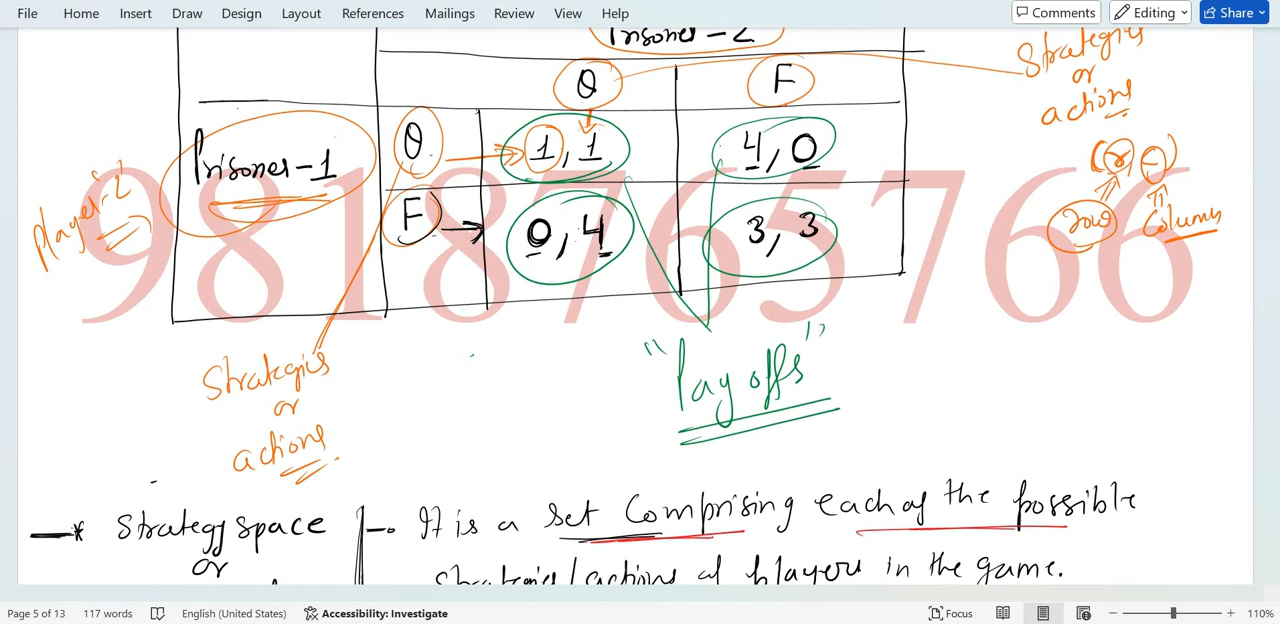 File Home Insert Draw Design Layout References Mailings Review View Help Comments Editing Share
Prisoner-2
Strategies
or
actions
Q F
Prisoner-1
Q 1, 1 4, 0
F 0, 4 3, 3
Player-1
(r, c)
row Column
9818765766
Strategies
or
actions
"Pay offs"
* Strategy space - It is a set comprising each of the possible
or strategies/actions of players in the game.
Page 5 of 13 117 words English (United States) Accessibility: Investigate Focus 110%